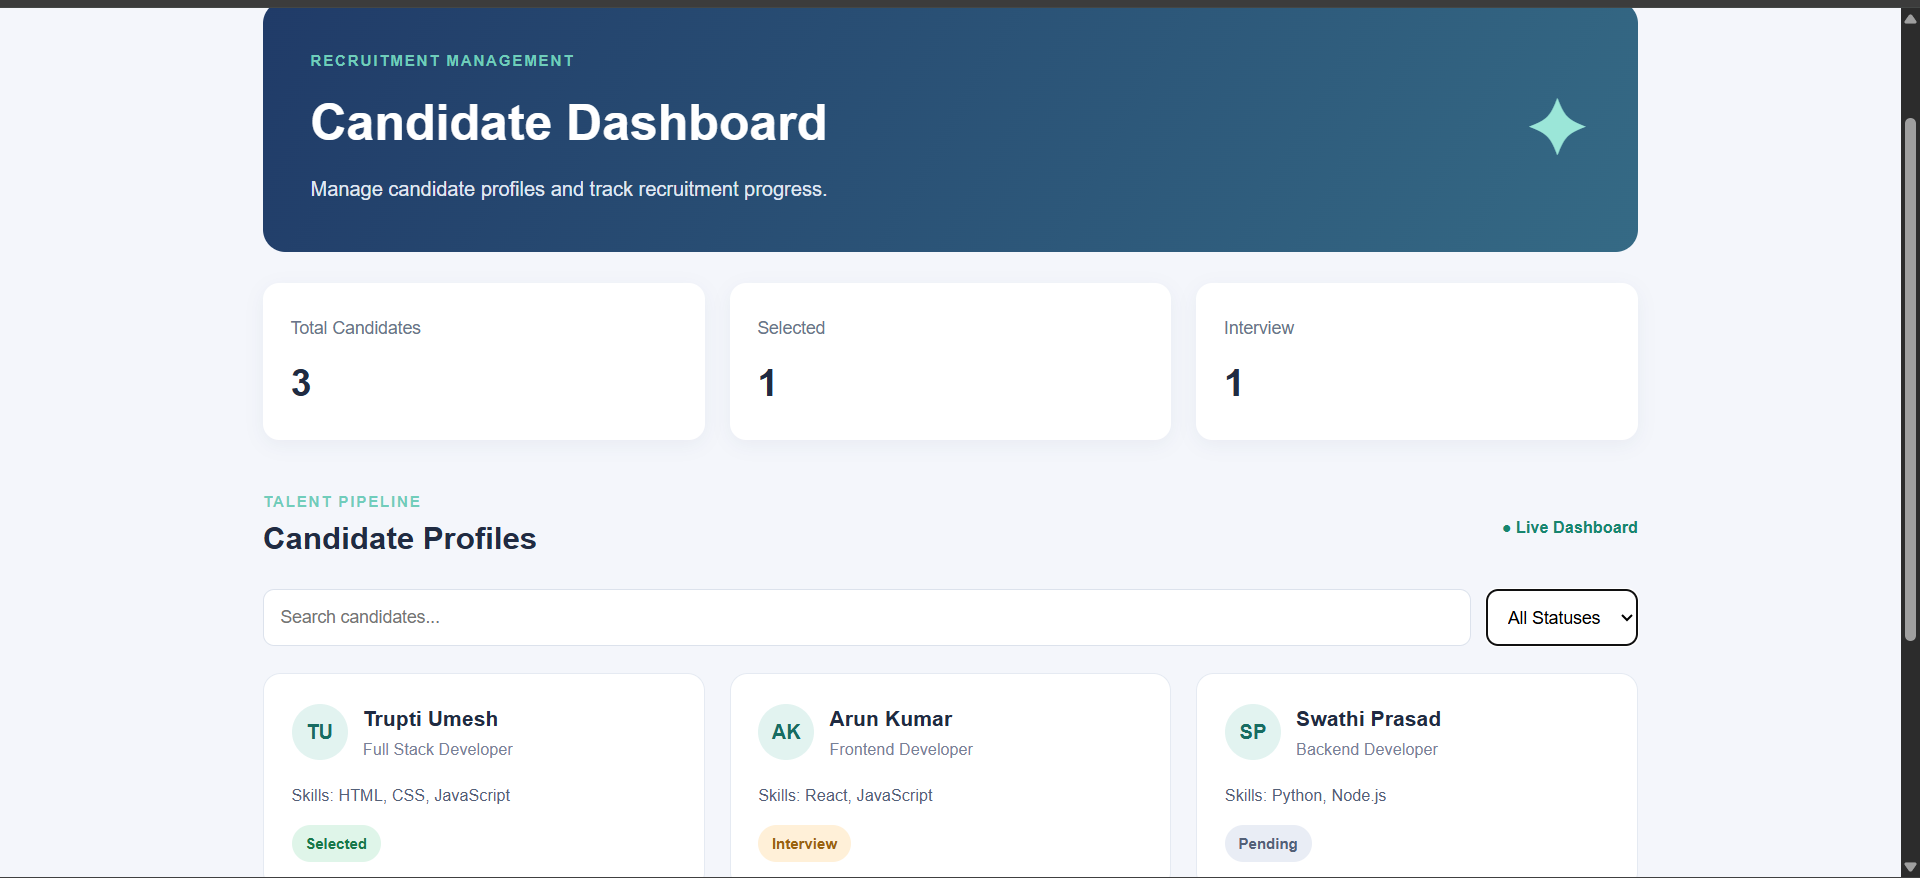 RECRUITMENT MANAGEMENT
Candidate Dashboard
Manage candidate profiles and track recruitment progress.
Total Candidates
3
Selected
1
Interview
1
TALENT PIPELINE
Candidate Profiles
● Live Dashboard
Search candidates...
All Statuses
TU
Trupti Umesh
Full Stack Developer
Skills: HTML, CSS, JavaScript
Selected
AK
Arun Kumar
Frontend Developer
Skills: React, JavaScript
Interview
SP
Swathi Prasad
Backend Developer
Skills: Python, Node.js
Pending